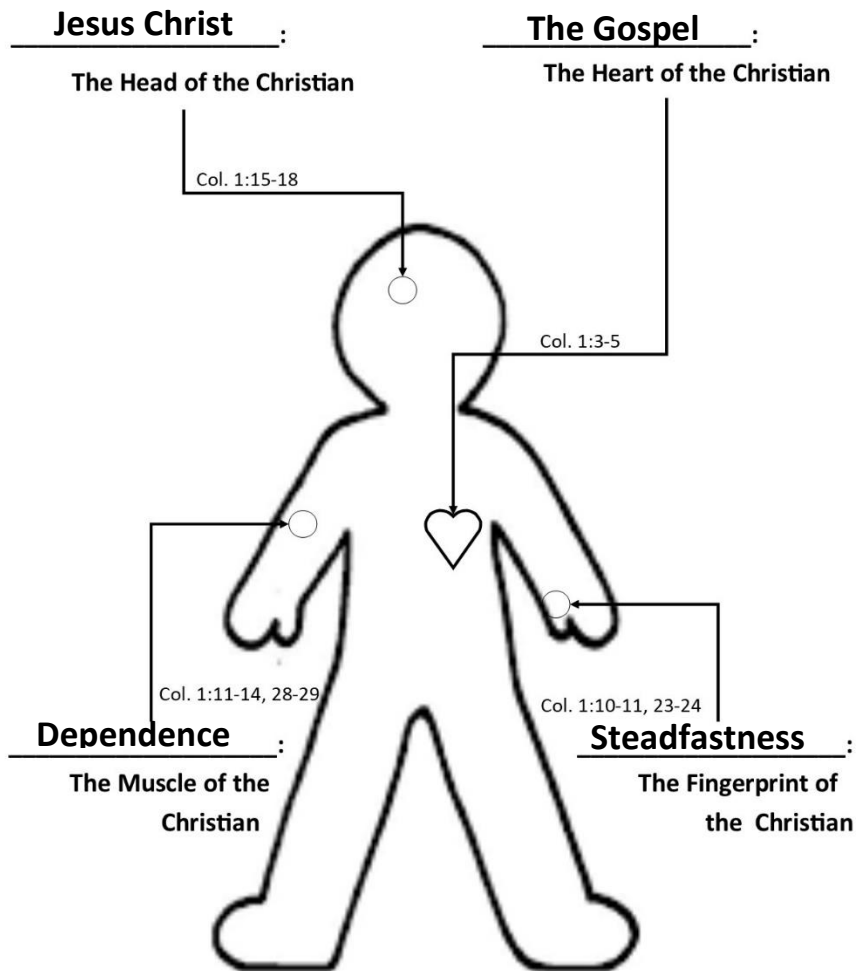 Jesus Christ:
The Head of the Christian
The Gospel:
The Heart of the Christian
Col. 1:15-18
Col. 1:3-5
Col. 1:11-14, 28-29
Dependence:
The Muscle of the
Christian
Col. 1:10-11, 23-24
Steadfastness:
The Fingerprint of
the Christian